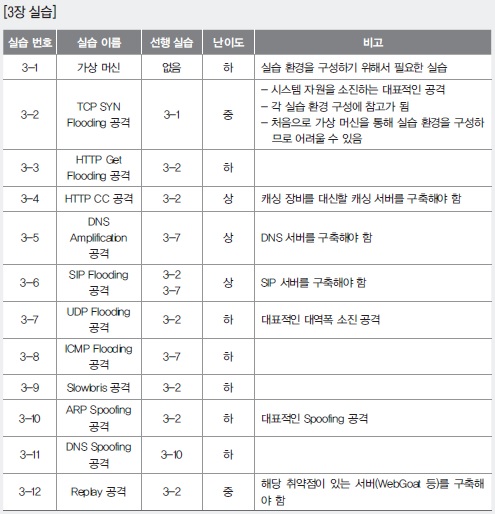 [3장 실습]
실습 번호 실습 이름 선행 실습 난이도 비고
3-1 가상 머신 없음 하 실습 환경을 구성하기 위해서 필요한 실습
3-2 TCP SYN Flooding 공격 3-1 중 - 시스템 자원을 소진하는 대표적인 공격
- 각 실습 환경 구성에 참고가 됨
- 처음으로 가상 머신을 통해 실습 환경을 구성하
므로 어려울 수 있음
3-3 HTTP Get Flooding 공격 3-2 하
3-4 HTTP CC 공격 3-2 상 캐싱 장비를 대신할 캐싱 서버를 구축해야 함
3-5 DNS Amplification 공격 3-7 상 DNS 서버를 구축해야 함
3-6 SIP Flooding 공격 3-2 3-7 상 SIP 서버를 구축해야 함
3-7 UDP Flooding 공격 3-2 하 대표적인 대역폭 소진 공격
3-8 ICMP Flooding 공격 3-7 하
3-9 Slowloris 공격 3-2 하
3-10 ARP Spoofing 공격 3-2 하 대표적인 Spoofing 공격
3-11 DNS Spoofing 공격 3-10 하
3-12 Replay 공격 3-2 중 해당 취약점이 있는 서버(WebGoat 등)를 구축해
야 함